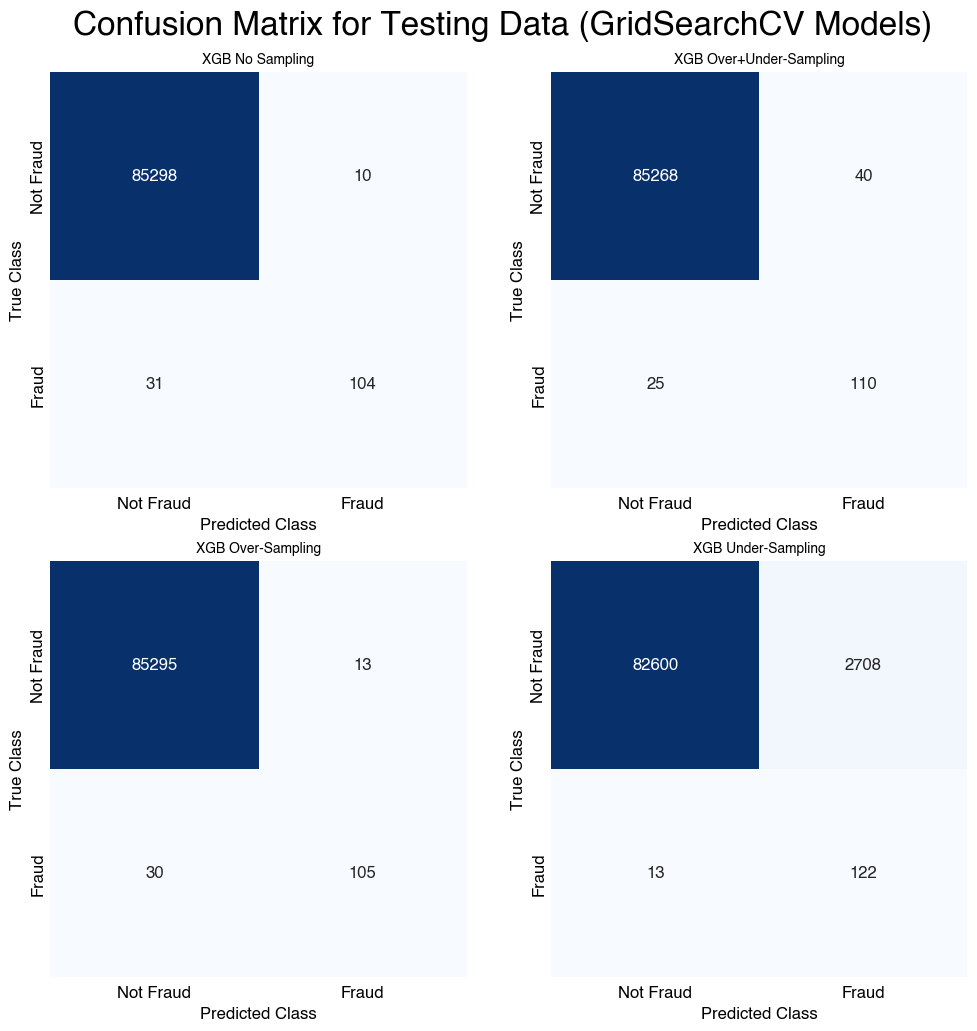 Confusion Matrix for Testing Data (GridSearchCV Models)
XGB No Sampling
True Class
Not Fraud
85298 10
Fraud
31 104
Not Fraud Fraud
Predicted Class
XGB Over+Under-Sampling
True Class
Not Fraud
85268 40
Fraud
25 110
Not Fraud Fraud
Predicted Class
XGB Over-Sampling
True Class
Not Fraud
85295 13
Fraud
30 105
Not Fraud Fraud
Predicted Class
XGB Under-Sampling
True Class
Not Fraud
82600 2708
Fraud
13 122
Not Fraud Fraud
Predicted Class